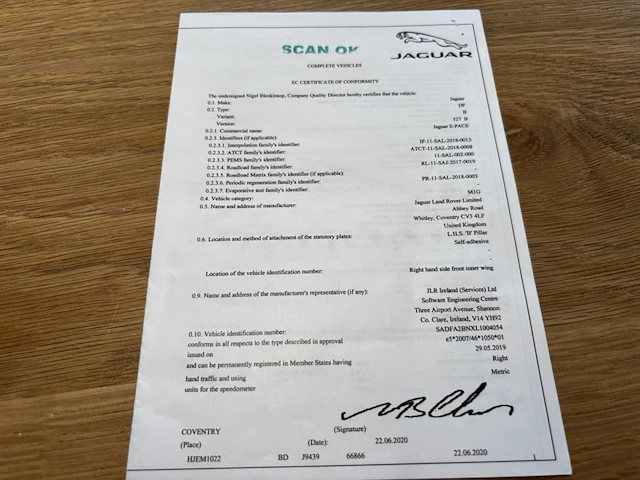 SCAN OK
JAGUAR
COMPLETE VEHICLES
EC CERTIFICATE OF CONFORMITY
The undersigned Nigel Blenkinsop, Company Quality Director hereby certifies that the vehicle:
0.1. Make: Jaguar
0.2. Type: DF
Variant: B
Version: 527 B
0.2.1. Commercial name: Jaguar E-PACE
0.2.3. Identifiers (if applicable):
0.2.3.1. Interpolation family's identifier: IP-11-SAL-2018-0013
0.2.3.2. ATCT family's identifier: ATCT-11-SAL-2018-0008
0.2.3.3. PEMS family's identifier: 11-SAL-002-000
0.2.3.4. Roadload family's identifier: RL-11-SAJ-2017-0019
0.2.3.5. Roadload Matrix family's identifier (if applicable): -
0.2.3.6. Periodic regeneration family's identifier: PR-11-SAL-2018-0003
0.2.3.7. Evaporative test family's identifier: -
0.4. Vehicle category: M1G
0.5. Name and address of manufacturer: Jaguar Land Rover Limited
Abbey Road
Whitley, Coventry CV3 4LF
United Kingdom
0.6. Location and method of attachment of the statutory plates: L.H.S. 'B' Pillar
Self-adhesive
-
-
Location of the vehicle identification number: Right hand side front inner wing
0.9. Name and address of the manufacturer's representative (if any): JLR Ireland (Services) Ltd
Software Engineering Centre
Three Airport Avenue, Shannon
Co. Clare, Ireland, V14 YH92
0.10. Vehicle identification number: SADFA2BNXL1004054
conforms in all respects to the type described in approval e5*2007/46*1050*01
issued on 29.05.2019
and can be permanently registered in Member States having Right
hand traffic and using Metric
units for the speedometer
COVENTRY (Signature)
(Place) (Date): 22.06.2020
HJEM1022 BD J9439 66866 22.06.2020